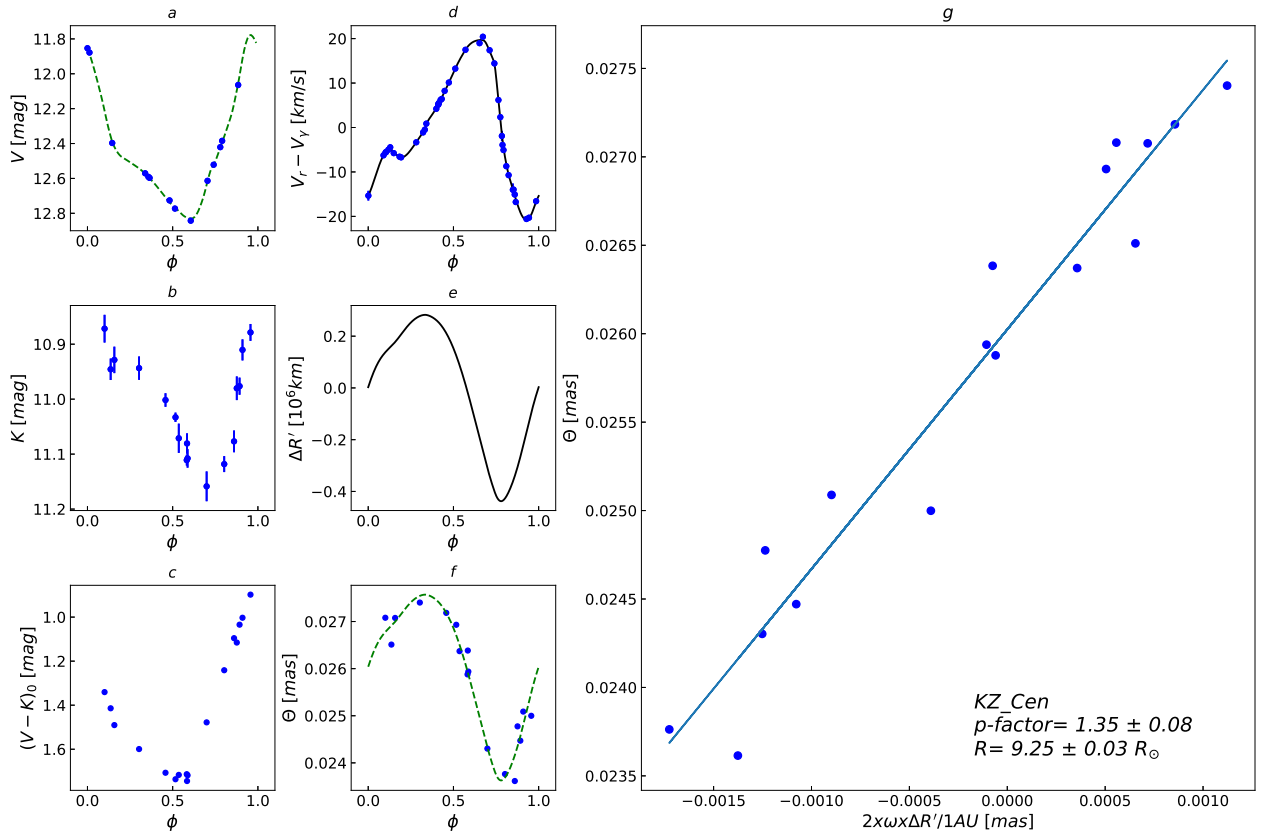 a
V [mag]
11.8
12.0
12.2
12.4
12.6
12.8
0.0 0.5 1.0
ϕ
b
K [mag]
10.9
11.0
11.1
11.2
0.0 0.5 1.0
ϕ
c
(V − K)₀ [mag]
1.0
1.2
1.4
1.6
0.0 0.5 1.0
ϕ
d
Vᵣ − Vᵧ [km/s]
20
10
0
−10
−20
0.0 0.5 1.0
ϕ
e
ΔR′ [10⁶km]
0.2
0.0
−0.2
−0.4
0.0 0.5 1.0
ϕ
f
Θ [mas]
0.027
0.026
0.025
0.024
0.0 0.5 1.0
ϕ
g
Θ [mas]
0.0275
0.0270
0.0265
0.0260
0.0255
0.0250
0.0245
0.0240
0.0235
KZ_Cen
p-factor= 1.35 ± 0.08
R= 9.25 ± 0.03 R☉
−0.0015 −0.0010 −0.0005 0.0000 0.0005 0.0010
2xωxΔR′/1AU [mas]